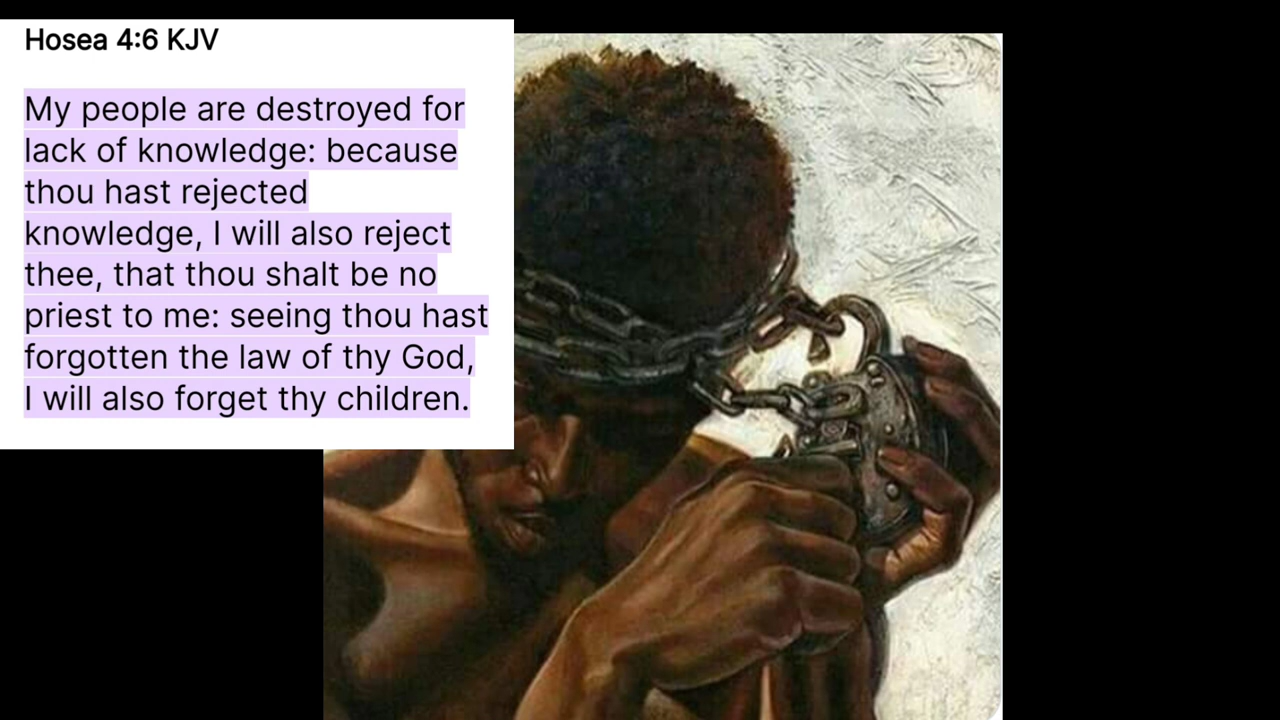 Hosea 4:6 KJV
My people are destroyed for
lack of knowledge: because
thou hast rejected
knowledge, I will also reject
thee, that thou shalt be no
priest to me: seeing thou hast
forgotten the law of thy God,
I will also forget thy children.